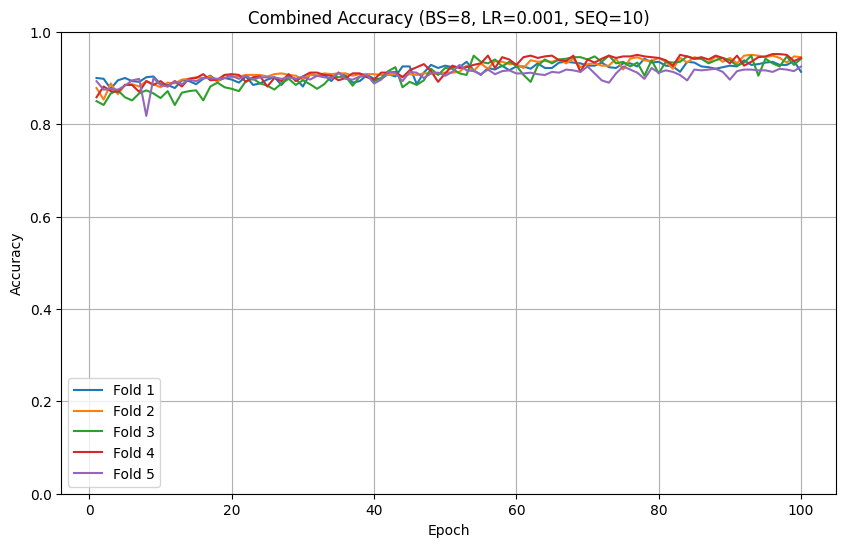 Combined Accuracy (BS=8, LR=0.001, SEQ=10)
1.0
0.8
0.6
0.4
0.2
0.0
Accuracy
Fold 1
Fold 2
Fold 3
Fold 4
Fold 5
0 20 40 60 80 100
Epoch